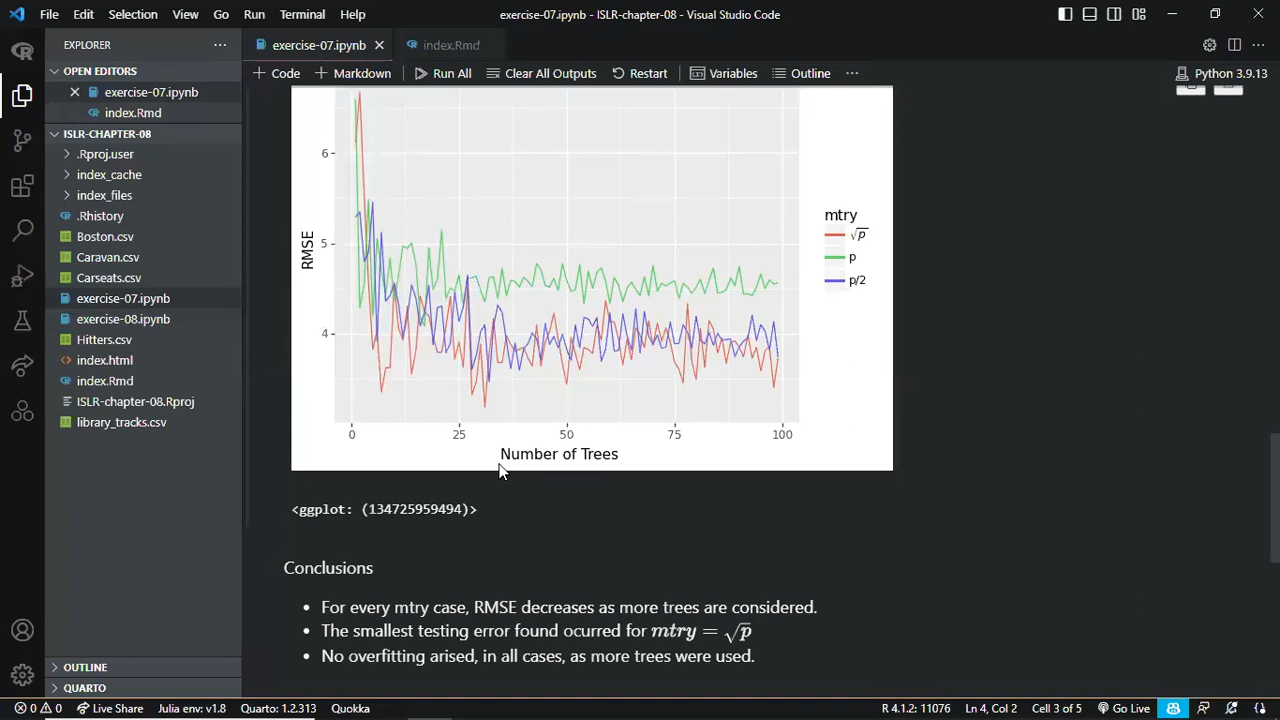 File Edit Selection View Go Run Terminal Help
exercise-07.ipynb - ISLR-chapter-08 - Visual Studio Code
EXPLORER
OPEN EDITORS
exercise-07.ipynb
index.Rmd
ISLR-CHAPTER-08
.Rproj.user
index_cache
index_files
.Rhistory
Boston.csv
Caravan.csv
Carseats.csv
exercise-07.ipynb
exercise-08.ipynb
Hitters.csv
index.html
index.Rmd
ISLR-chapter-08.Rproj
library_tracks.csv
OUTLINE
QUARTO
exercise-07.ipynb
index.Rmd
Code Markdown Run All Clear All Outputs Restart Variables Outline
Python 3.9.13
RMSE
6
5
4
0 25 50 75 100
Number of Trees
mtry
√p
p
p/2
<ggplot: (134725959494)>
Conclusions
• For every mtry case, RMSE decreases as more trees are considered.
• The smallest testing error found ocurred for mtry = √p
• No overfitting arised, in all cases, as more trees were used.
0 0 Live Share Julia env: v1.8 Quarto: 1.2.313 Quokka R 4.1.2: 11076 Ln 4, Col 2 Cell 3 of 5 Go Live